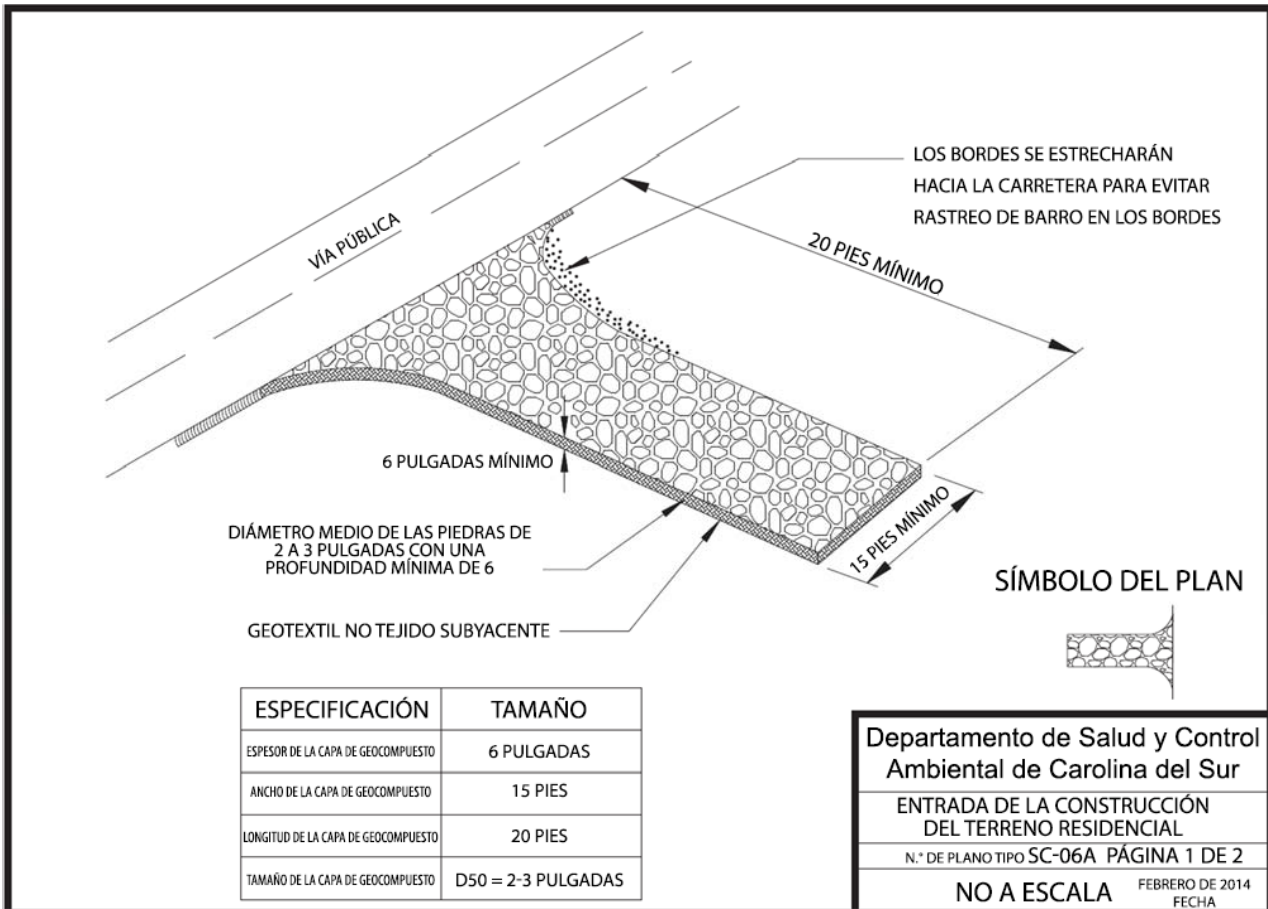 LOS BORDES SE ESTRECHARÁN
HACIA LA CARRETERA PARA EVITAR
RASTREO DE BARRO EN LOS BORDES
VÍA PÚBLICA
20 PIES MÍNIMO
6 PULGADAS MÍNIMO
15 PIES MÍNIMO
DIÁMETRO MEDIO DE LAS PIEDRAS DE
2 A 3 PULGADAS CON UNA
PROFUNDIDAD MÍNIMA DE 6
GEOTEXTIL NO TEJIDO SUBYACENTE
SÍMBOLO DEL PLAN
ESPECIFICACIÓN TAMAÑO
ESPESOR DE LA CAPA DE GEOCOMPUESTO 6 PULGADAS
ANCHO DE LA CAPA DE GEOCOMPUESTO 15 PIES
LONGITUD DE LA CAPA DE GEOCOMPUESTO 20 PIES
TAMAÑO DE LA CAPA DE GEOCOMPUESTO D50 = 2-3 PULGADAS
Departamento de Salud y Control
Ambiental de Carolina del Sur
ENTRADA DE LA CONSTRUCCIÓN
DEL TERRENO RESIDENCIAL
N.° DE PLANO TIPO SC-06A PÁGINA 1 DE 2
NO A ESCALA FEBRERO DE 2014
FECHA